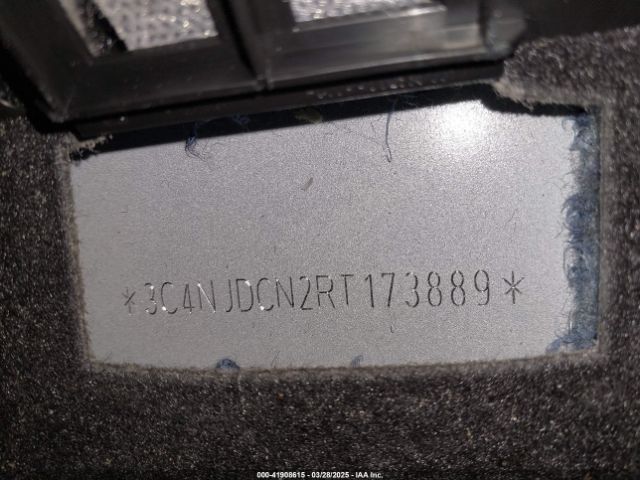 *3C4NJDCN2RT173889*
000-41908615 - 03/28/2025 - IAA Inc.